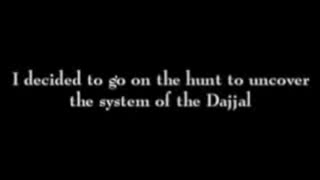 I decided to go on the hunt to uncover
the system of the Dajjal